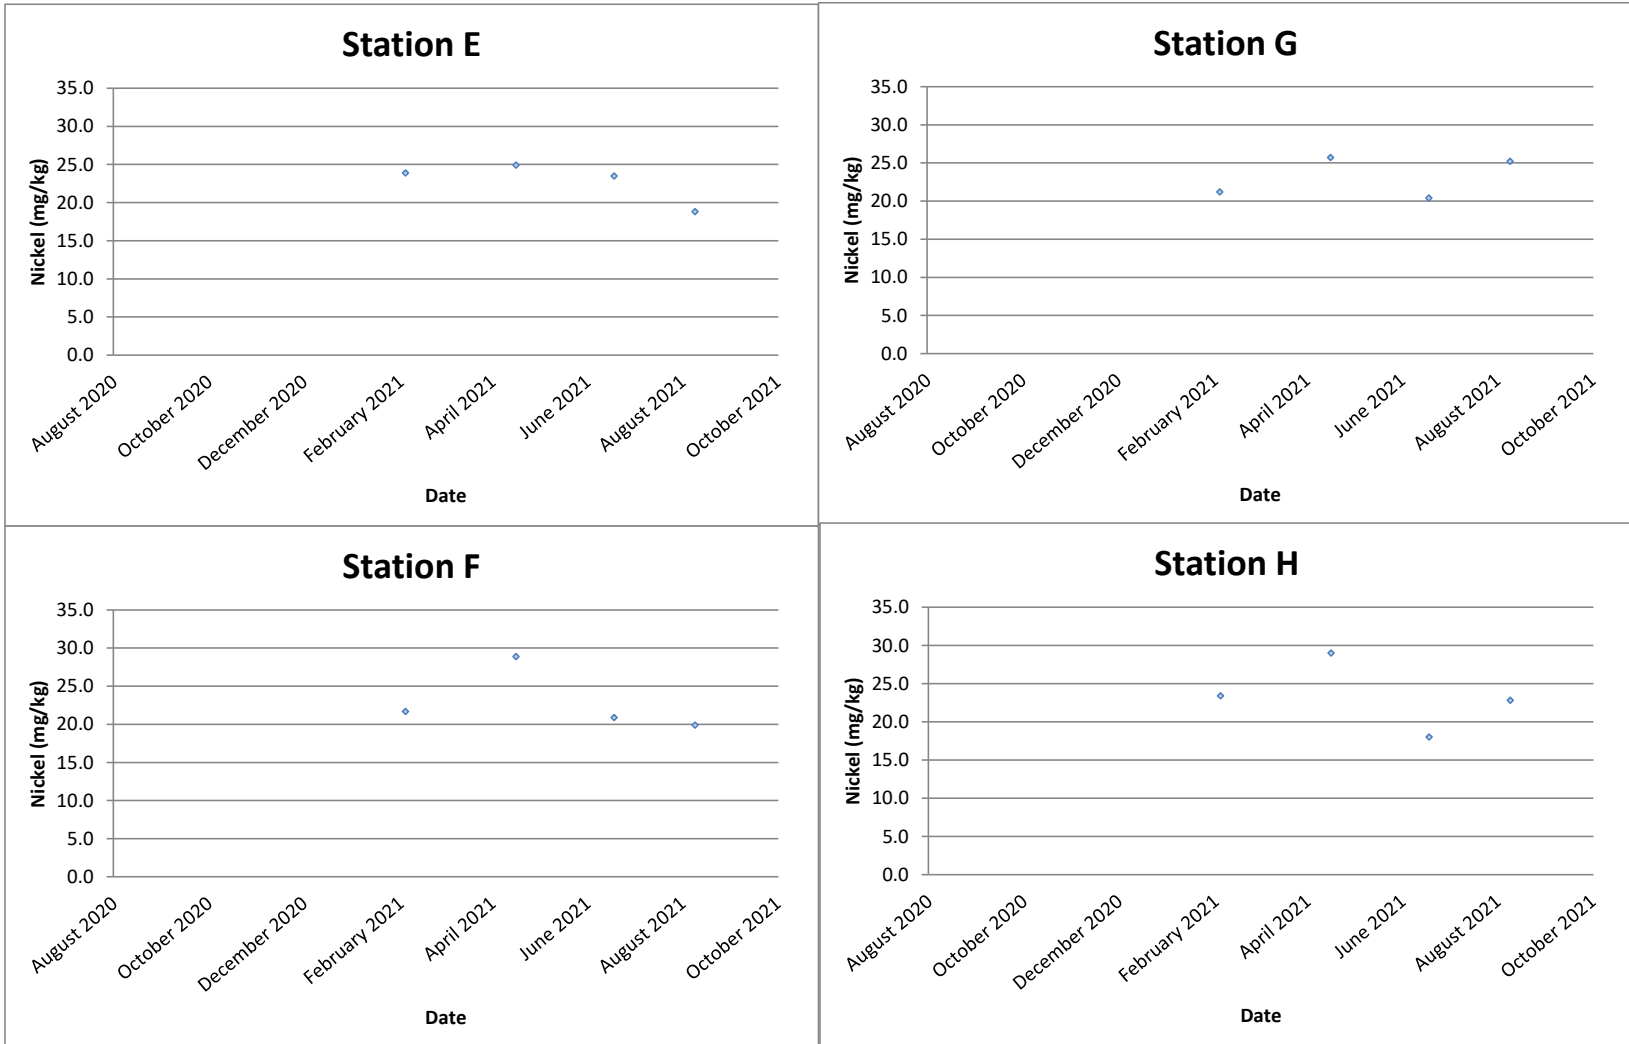 Station E
35.0
30.0
25.0
20.0
15.0
10.0
5.0
0.0
Nickel (mg/kg)
August 2020
October 2020
December 2020
February 2021
April 2021
June 2021
August 2021
October 2021
Date
Station G
35.0
30.0
25.0
20.0
15.0
10.0
5.0
0.0
Nickel (mg/kg)
August 2020
October 2020
December 2020
February 2021
April 2021
June 2021
August 2021
October 2021
Date
Station F
35.0
30.0
25.0
20.0
15.0
10.0
5.0
0.0
Nickel (mg/kg)
August 2020
October 2020
December 2020
February 2021
April 2021
June 2021
August 2021
October 2021
Date
Station H
35.0
30.0
25.0
20.0
15.0
10.0
5.0
0.0
Nickel (mg/kg)
August 2020
October 2020
December 2020
February 2021
April 2021
June 2021
August 2021
October 2021
Date